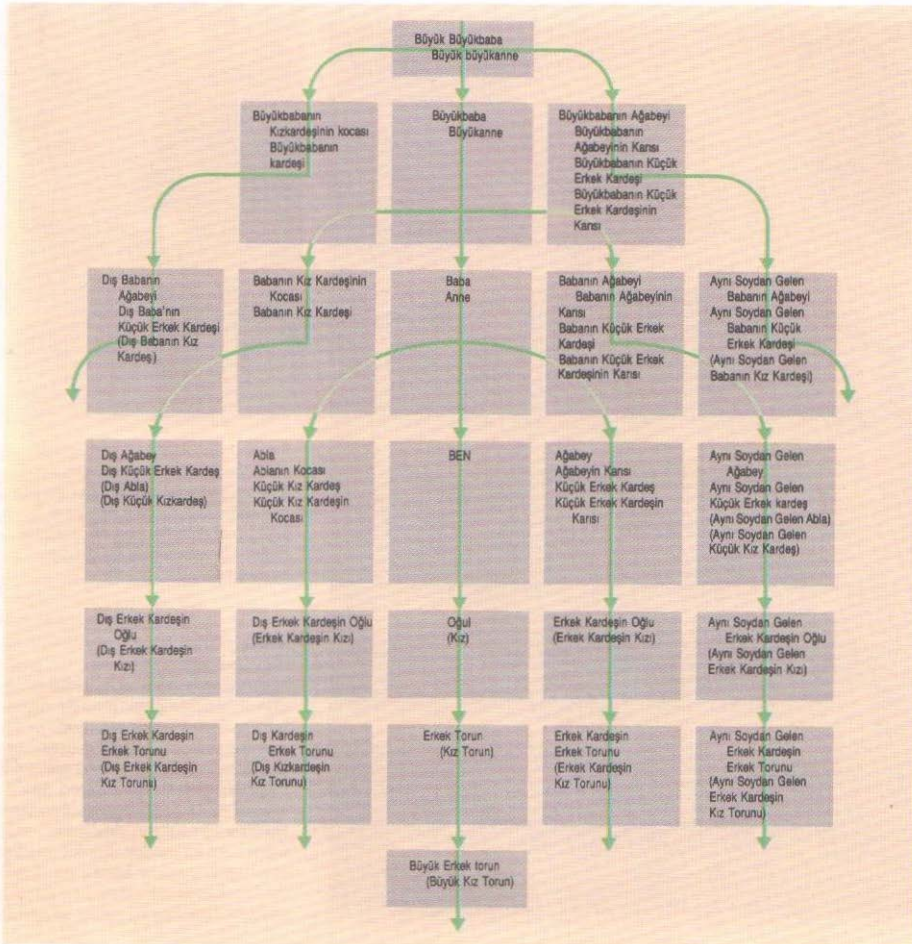 Büyük Büyükbaba
Büyük büyükanne
Büyükbabanın
Kızkardeşinin kocası
Büyükbabanın
kardeşi
Büyükbaba
Büyükanne
Büyükbabanın Ağabeyi
Büyükbabanın
Ağabeyinin Karısı
Büyükbabanın Küçük
Erkek Kardeşi
Büyükbabanın Küçük
Erkek Kardeşinin
Karısı
Dış Babanın
Ağabeyi
Dış Baba'nın
Küçük Erkek Kardeşi
(Dış Babanın Kız
Kardeş)
Babanın Kız Kardeşinin
Kocası
Babanın Kız Kardeşi
Baba
Anne
Babanın Ağabeyi
Babanın Ağabeyinin
Karısı
Babanın Küçük Erkek
Kardeşi
Babanın Küçük Erkek
Kardeşinin Karısı
Aynı Soydan Gelen
Babanın Ağabeyi
Aynı Soydan Gelen
Babanın Küçük
Erkek Kardeşi
(Aynı Soydan Gelen
Babanın Kız Kardeşi)
Dış Ağabey
Dış Küçük Erkek Kardeş
(Dış Abla)
(Dış Küçük Kızkardeş)
Abla
Ablanın Kocası
Küçük Kız Kardeş
Küçük Kız Kardeşin
Kocası
BEN
Ağabey
Ağabeyin Karısı
Küçük Erkek Kardeş
Küçük Erkek Kardeşin
Karısı
Aynı Soydan Gelen
Ağabey
Aynı Soydan Gelen
Küçük Erkek kardeş
(Aynı Soydan Gelen Abla)
(Aynı Soydan Gelen
Küçük Kız Kardeş)
Dış Erkek Kardeşin
Oğlu
(Dış Erkek Kardeşin
Kızı)
Dış Erkek Kardeşin Oğlu
(Erkek Kardeşin Kızı)
Oğul
(Kız)
Erkek Kardeşin Oğlu
(Erkek Kardeşin Kızı)
Aynı Soydan Gelen
Erkek Kardeşin Oğlu
(Aynı Soydan Gelen
Erkek Kardeşin Kızı)
Dış Erkek Kardeşin
Erkek Torunu
(Dış Erkek Kardeşin
Kız Torunu)
Dış Kardeşin
Erkek Torunu
(Dış Kızkardeşin
Kız Torunu)
Erkek Torun
(Kız Torun)
Erkek Kardeşin
Erkek Torunu
(Erkek Kardeşin
Kız Torunu)
Aynı Soydan Gelen
Erkek Kardeşin
Erkek Torunu
(Aynı Soydan Gelen
Erkek Kardeşin
Kız Torunu)
Büyük Erkek torun
(Büyük Kız Torun)